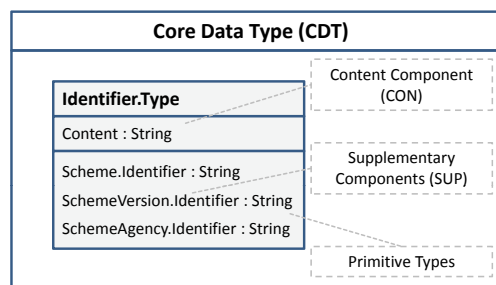 Core Data Type (CDT)
Identifier.Type
Content : String
Scheme.Identifier : String
SchemeVersion.Identifier : String
SchemeAgency.Identifier : String
Content Component
(CON)
Supplementary
Components (SUP)
Primitive Types